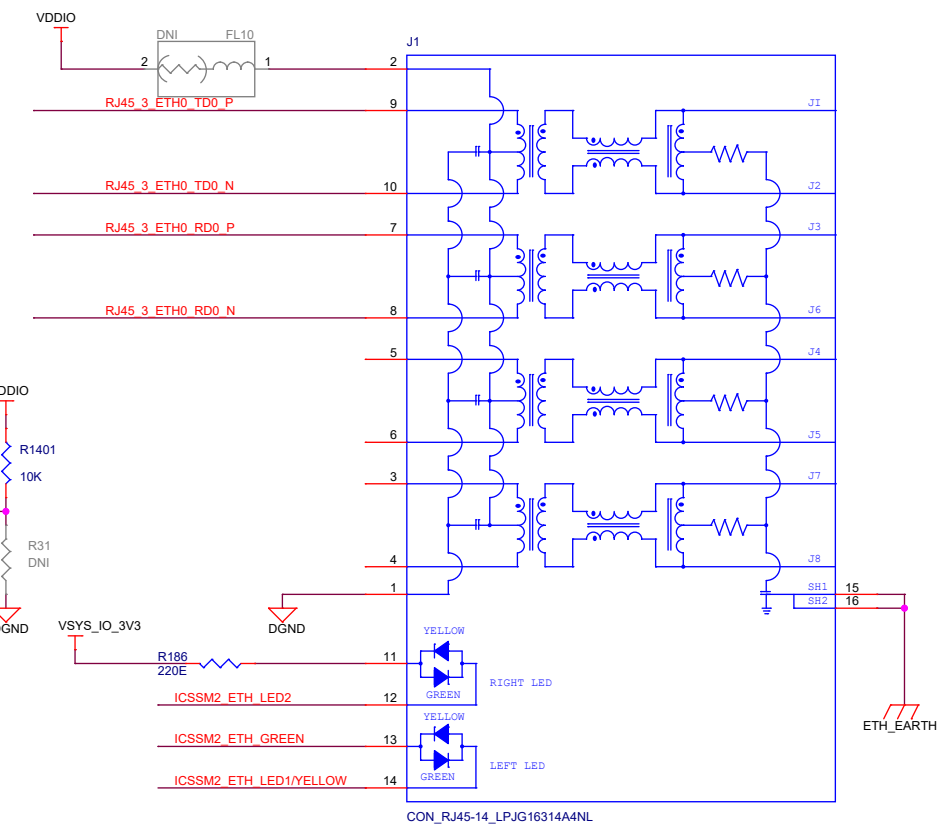 VDDIO
DNI FL10
2 1
J1
2
RJ45_3_ETH0_TD0_P 9 J1
RJ45_3_ETH0_TD0_N 10 J2
RJ45_3_ETH0_RD0_P 7 J3
RJ45_3_ETH0_RD0_N 8 J6
5 J4
6 J5
3 J7
4 J8
1
DDIO
R1401
10K
R31
DNI
GND
DGND
SH1 15
SH2 16
ETH_EARTH
VSYS_IO_3V3
R186
220E
11
YELLOW
GREEN
RIGHT LED
ICSSM2_ETH_LED2 12
YELLOW
ICSSM2_ETH_GREEN 13
LEFT LED
GREEN
ICSSM2_ETH_LED1/YELLOW 14
CON_RJ45-14_LPJG16314A4NL